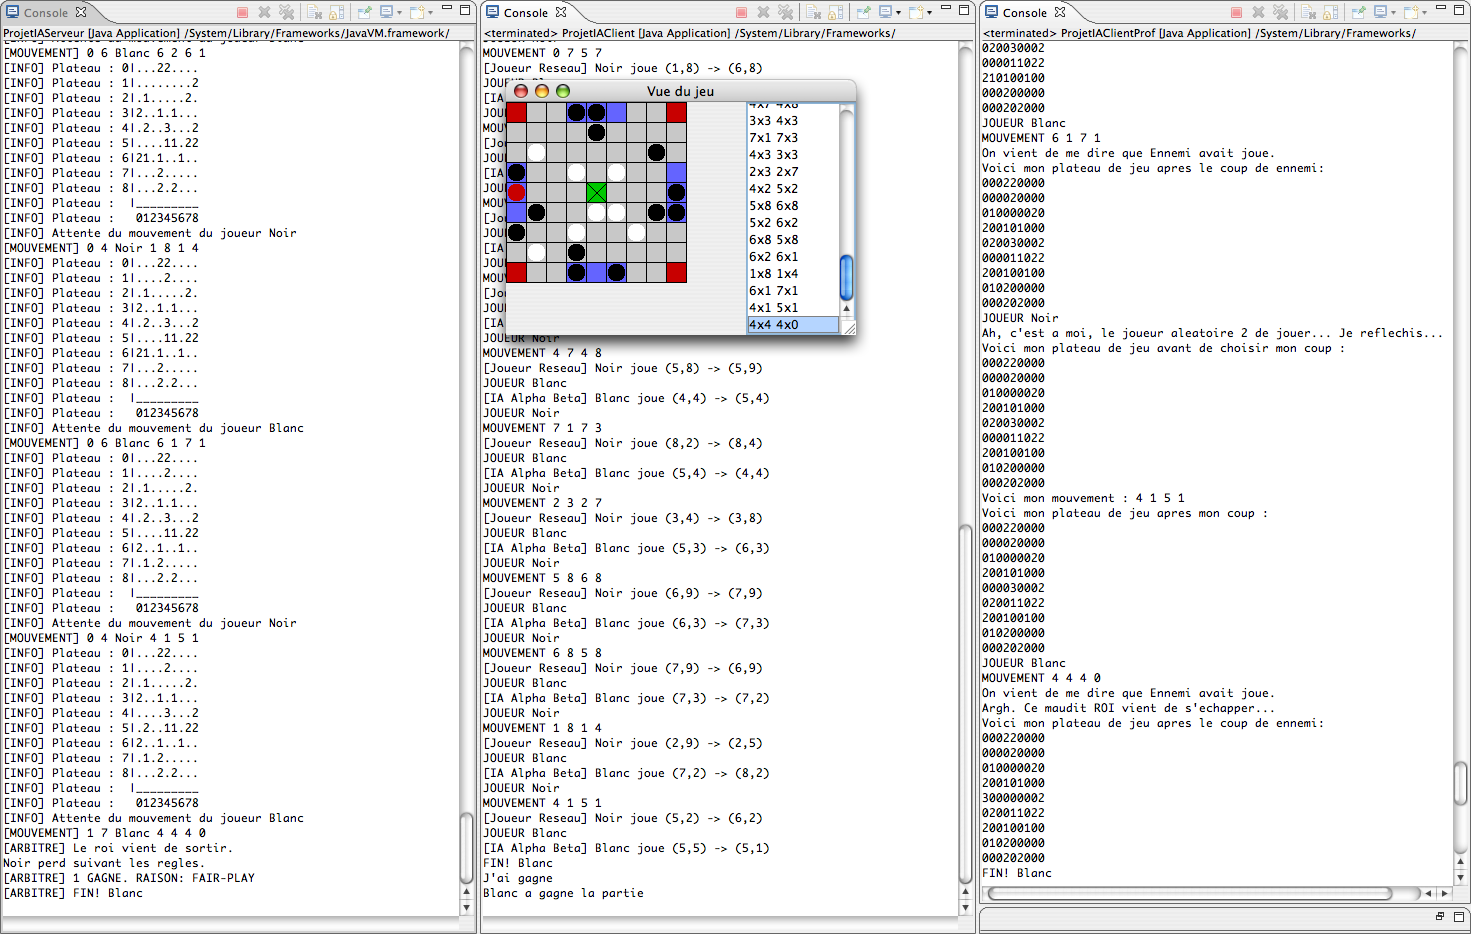 Console
ProjetIAServeur [Java Application] /System/Library/Frameworks/JavaVM.framework/
[MOUVEMENT] 0 6 Blanc 6 2 6 1
[INFO] Plateau : 0|...22....
[INFO] Plateau : 1|........2
[INFO] Plateau : 2|.1.....2.
[INFO] Plateau : 3|2..1.1...
[INFO] Plateau : 4|.2..3...2
[INFO] Plateau : 5|....11.22
[INFO] Plateau : 6|21.1..1..
[INFO] Plateau : 7|...2.....
[INFO] Plateau : 8|...2.2...
[INFO] Plateau :  |_________
[INFO] Plateau :   012345678
[INFO] Attente du mouvement du joueur Noir
[MOUVEMENT] 0 4 Noir 1 8 1 4
[INFO] Plateau : 0|...22....
[INFO] Plateau : 1|....2....
[INFO] Plateau : 2|.1.....2.
[INFO] Plateau : 3|2..1.1...
[INFO] Plateau : 4|.2..3...2
[INFO] Plateau : 5|....11.22
[INFO] Plateau : 6|21.1..1..
[INFO] Plateau : 7|...2.....
[INFO] Plateau : 8|...2.2...
[INFO] Plateau :  |_________
[INFO] Plateau :   012345678
[INFO] Attente du mouvement du joueur Blanc
[MOUVEMENT] 0 6 Blanc 6 1 7 1
[INFO] Plateau : 0|...22....
[INFO] Plateau : 1|....2....
[INFO] Plateau : 2|.1.....2.
[INFO] Plateau : 3|2..1.1...
[INFO] Plateau : 4|.2..3...2
[INFO] Plateau : 5|....11.22
[INFO] Plateau : 6|2..1..1..
[INFO] Plateau : 7|.1.2.....
[INFO] Plateau : 8|...2.2...
[INFO] Plateau :  |_________
[INFO] Plateau :   012345678
[INFO] Attente du mouvement du joueur Noir
[MOUVEMENT] 0 4 Noir 4 1 5 1
[INFO] Plateau : 0|...22....
[INFO] Plateau : 1|....2....
[INFO] Plateau : 2|.1.....2.
[INFO] Plateau : 3|2..1.1...
[INFO] Plateau : 4|....3...2
[INFO] Plateau : 5|.2..11.22
[INFO] Plateau : 6|2..1..1..
[INFO] Plateau : 7|.1.2.....
[INFO] Plateau : 8|...2.2...
[INFO] Plateau :  |_________
[INFO] Plateau :   012345678
[INFO] Attente du mouvement du joueur Blanc
[MOUVEMENT] 1 7 Blanc 4 4 4 0
[ARBITRE] Le roi vient de sortir.
Noir perd suivant les regles.
[ARBITRE] 1 GAGNE. RAISON: FAIR-PLAY
[ARBITRE] FIN! Blanc
Console
<terminated> ProjetIAClient [Java Application] /System/Library/Frameworks/
MOUVEMENT 0 7 5 7
[Joueur Reseau] Noir joue (1,8) -> (6,8)
Vue du jeu
4x7 4x8
3x3 4x3
7x1 7x3
4x3 3x3
2x3 2x7
4x2 5x2
5x8 6x8
5x2 6x2
6x8 5x8
6x2 6x1
1x8 1x4
6x1 7x1
4x1 5x1
4x4 4x0
JOUEUR Noir
MOUVEMENT 4 7 4 8
[Joueur Reseau] Noir joue (5,8) -> (5,9)
JOUEUR Blanc
[IA Alpha Beta] Blanc joue (4,4) -> (5,4)
JOUEUR Noir
MOUVEMENT 7 1 7 3
[Joueur Reseau] Noir joue (8,2) -> (8,4)
JOUEUR Blanc
[IA Alpha Beta] Blanc joue (5,4) -> (4,4)
JOUEUR Noir
MOUVEMENT 2 3 2 7
[Joueur Reseau] Noir joue (3,4) -> (3,8)
JOUEUR Blanc
[IA Alpha Beta] Blanc joue (5,3) -> (6,3)
JOUEUR Noir
MOUVEMENT 5 8 6 8
[Joueur Reseau] Noir joue (6,9) -> (7,9)
JOUEUR Blanc
[IA Alpha Beta] Blanc joue (6,3) -> (7,3)
JOUEUR Noir
MOUVEMENT 6 8 5 8
[Joueur Reseau] Noir joue (7,9) -> (6,9)
JOUEUR Blanc
[IA Alpha Beta] Blanc joue (7,3) -> (7,2)
JOUEUR Noir
MOUVEMENT 1 8 1 4
[Joueur Reseau] Noir joue (2,9) -> (2,5)
JOUEUR Blanc
[IA Alpha Beta] Blanc joue (7,2) -> (8,2)
JOUEUR Noir
MOUVEMENT 4 1 5 1
[Joueur Reseau] Noir joue (5,2) -> (6,2)
JOUEUR Blanc
[IA Alpha Beta] Blanc joue (5,5) -> (5,1)
FIN! Blanc
J'ai gagne
Blanc a gagne la partie
Console
<terminated> ProjetIAClientProf [Java Application] /System/Library/Frameworks/
020030002
000011022
210100100
000200000
000202000
JOUEUR Blanc
MOUVEMENT 6 1 7 1
On vient de me dire que Ennemi avait joue.
Voici mon plateau de jeu apres le coup de ennemi:
000220000
000020000
010000020
200101000
020030002
000011022
200100100
010200000
000202000
JOUEUR Noir
Ah, c'est a moi, le joueur aleatoire 2 de jouer... Je reflechis...
Voici mon plateau de jeu avant de choisir mon coup :
000220000
000020000
010000020
200101000
020030002
000011022
200100100
010200000
000202000
Voici mon mouvement : 4 1 5 1
Voici mon plateau de jeu apres mon coup :
000220000
000020000
010000020
200101000
000030002
020011022
200100100
010200000
000202000
JOUEUR Blanc
MOUVEMENT 4 4 4 0
On vient de me dire que Ennemi avait joue.
Argh. Ce maudit ROI vient de s'echapper...
Voici mon plateau de jeu apres le coup de ennemi:
000220000
000020000
010000020
200101000
300000002
020011022
200100100
010200000
000202000
FIN! Blanc